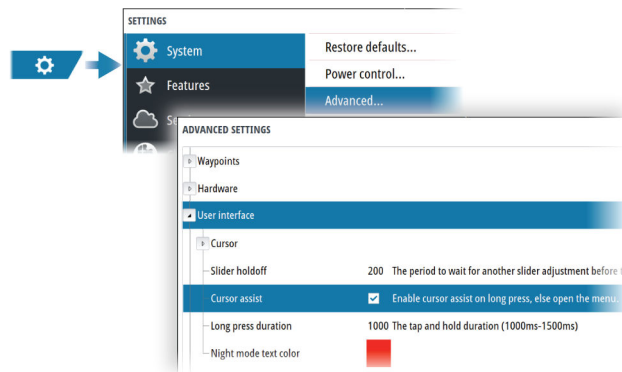 SETTINGS
System
Restore defaults...
Power control...
Features
Advanced...
ADVANCED SETTINGS
Waypoints
Hardware
User interface
Cursor
Slider holdoff 200 The period to wait for another slider adjustment before
Cursor assist Enable cursor assist on long press, else open the menu.
Long press duration 1000 The tap and hold duration (1000ms-1500ms)
Night mode text color